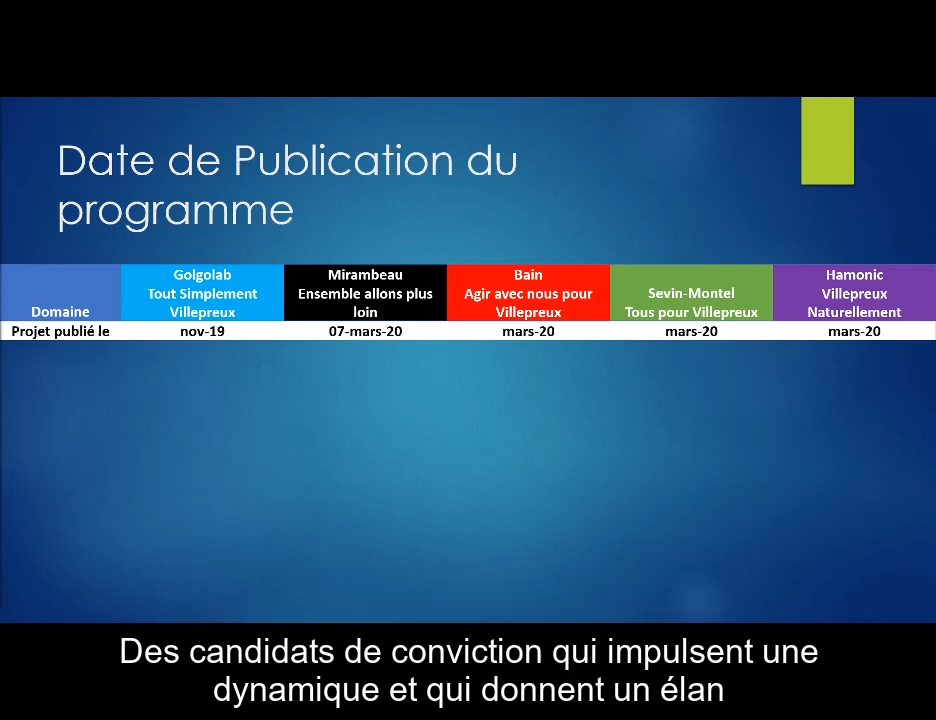 Date de Publication du
programme
Domaine
Golgolab
Tout Simplement
Villepreux
Mirambeau
Ensemble allons plus
loin
Bain
Agir avec nous pour
Villepreux
Sevin-Montel
Tous pour Villepreux
Hamonic
Villepreux
Naturellement
Projet publié le nov-19 07-mars-20 mars-20 mars-20 mars-20
Des candidats de conviction qui impulsent une
dynamique et qui donnent un élan